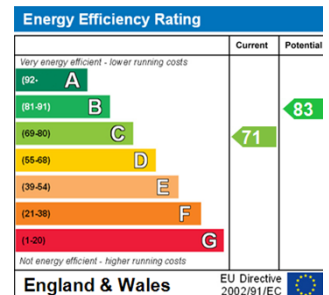 Energy Efficiency Rating
Current Potential
Very energy efficient - lower running costs
(92- A
(81-91) B
83
(69-80) C
71
(55-68) D
(39-54) E
(21-38) F
(1-20) G
Not energy efficient - higher running costs
England & Wales
EU Directive
2002/91/EC